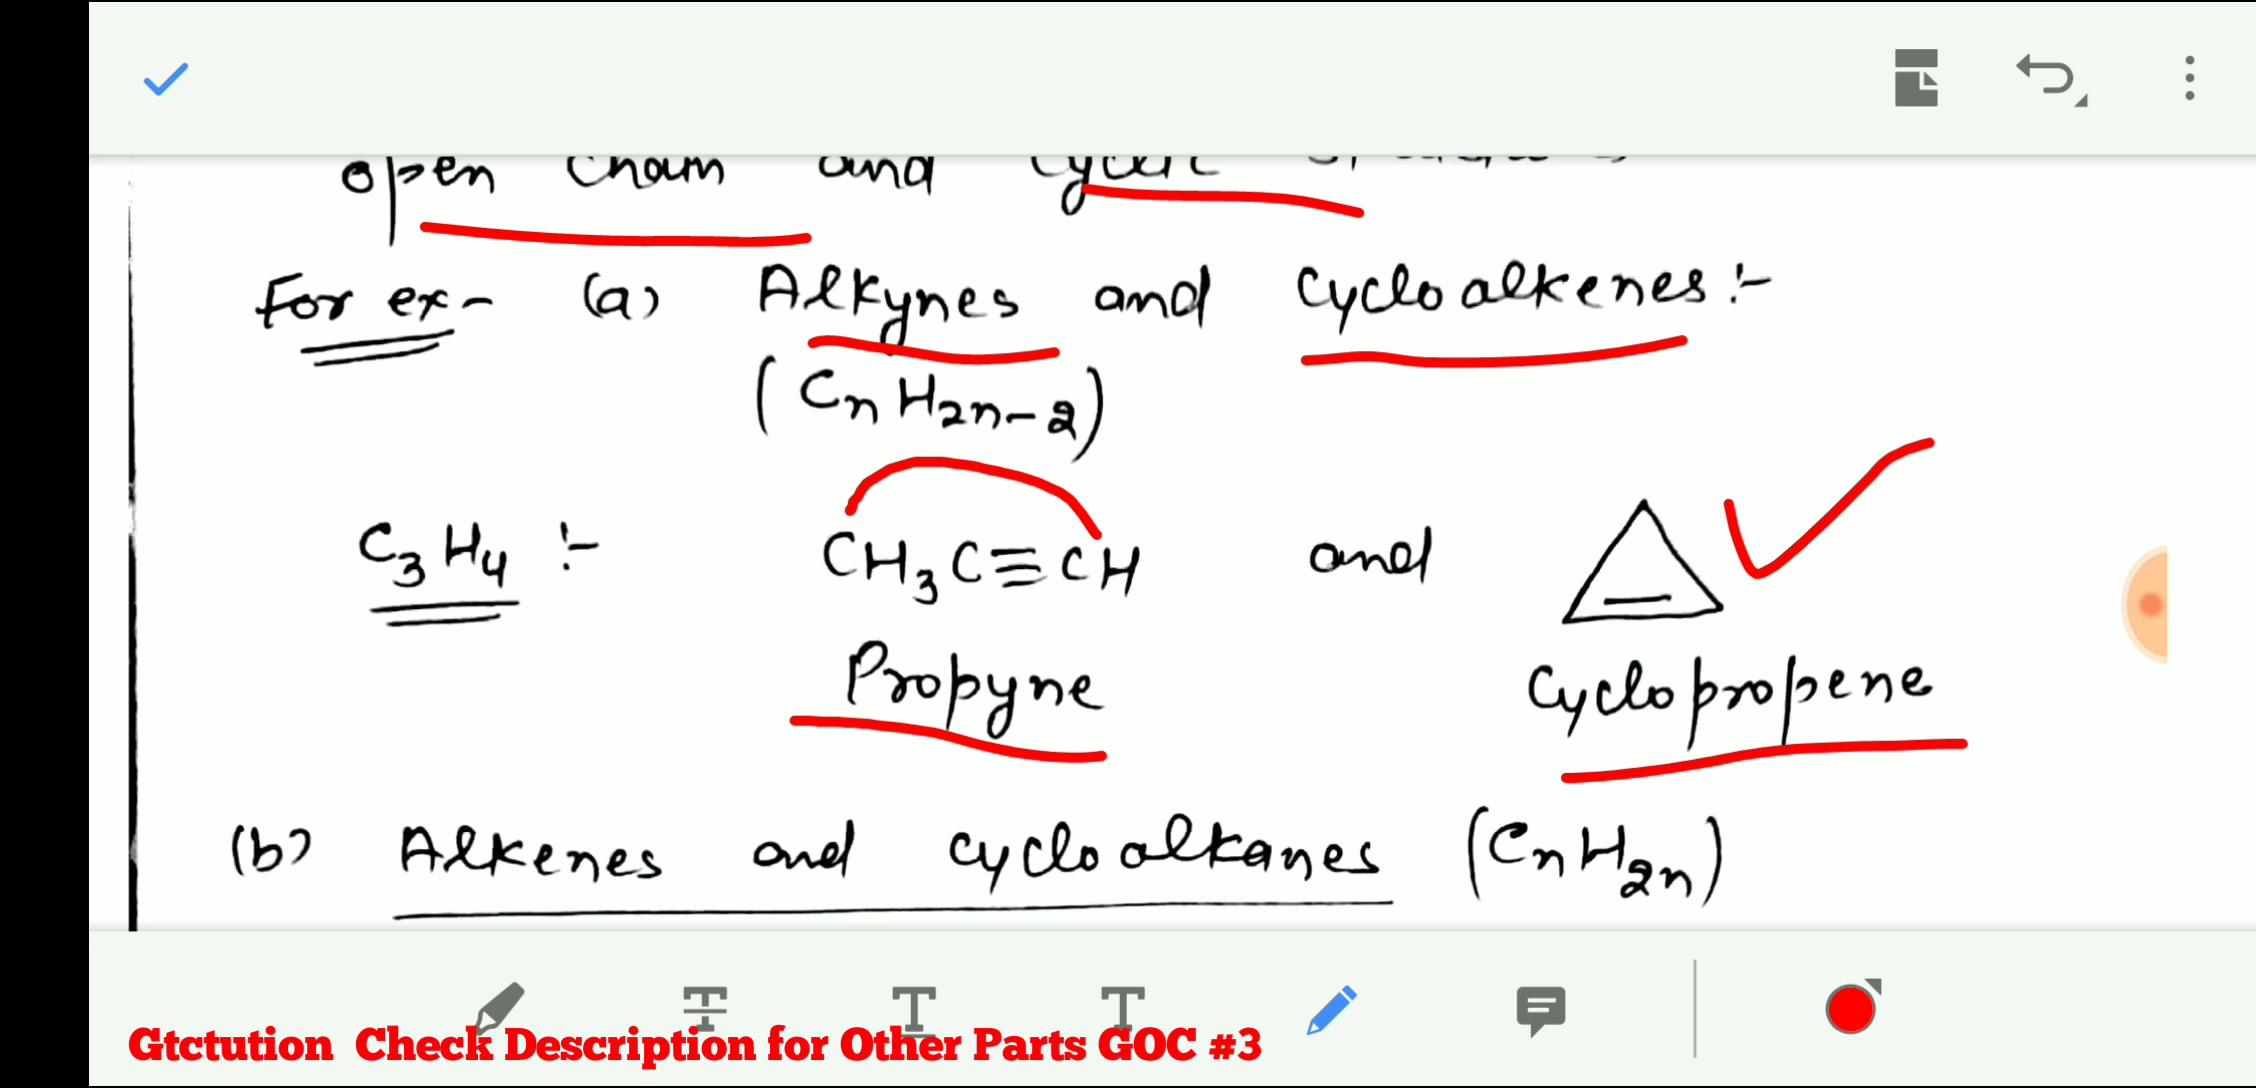 open chain and cyclic
For ex- (a) Alkynes and cycloalkenes :-
(CnH2n-2)
C3H4 :- CH3C≡CH and
Propyne Cyclopropene
(b) Alkenes and cycloalkanes (CnH2n)
Gtctution Check Description for Other Parts GOC #3